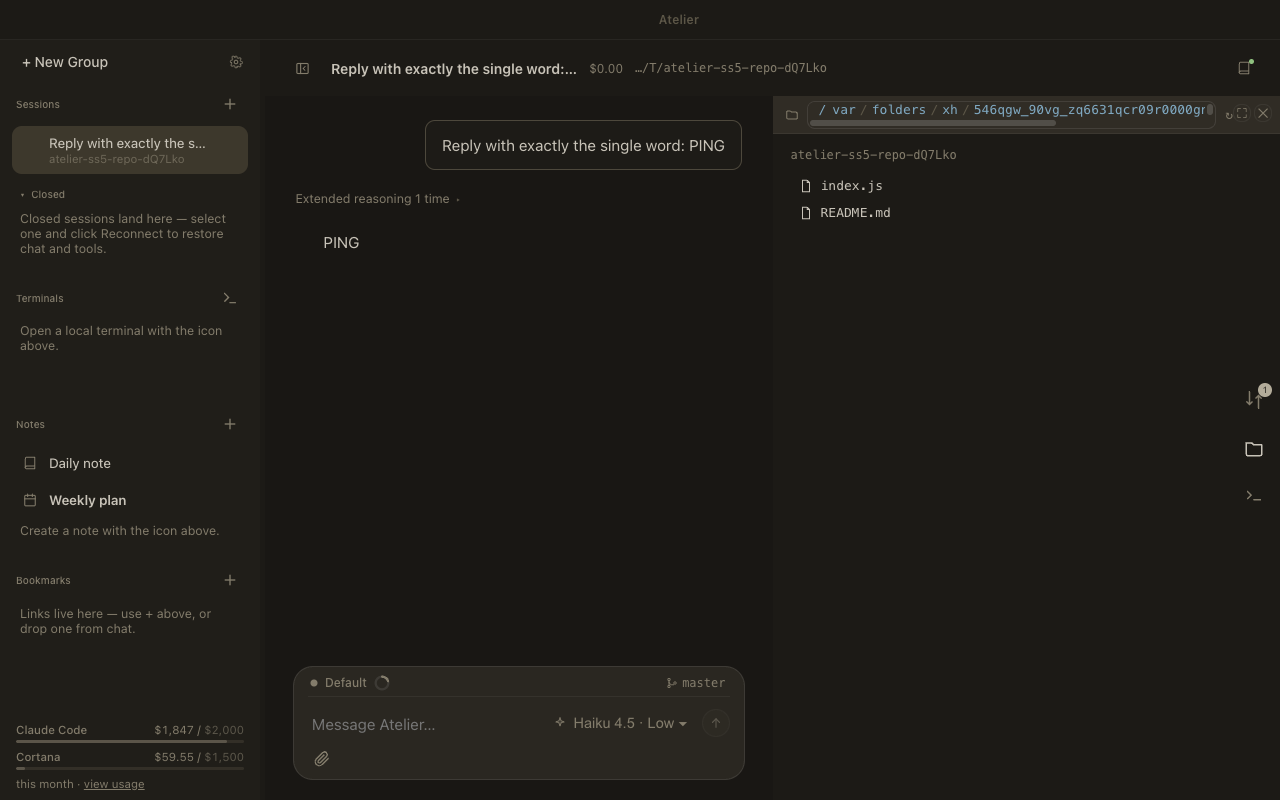 Atelier
+ New Group
Sessions
Reply with exactly the s...
atelier-ss5-repo-dQ7Lko
Closed
Closed sessions land here — select
one and click Reconnect to restore
chat and tools.
Terminals
Open a local terminal with the icon
above.
Notes
Daily note
Weekly plan
Create a note with the icon above.
Bookmarks
Links live here — use + above, or
drop one from chat.
Claude Code $1,847 / $2,000
Cortana $59.55 / $1,500
this month · view usage
Reply with exactly the single word:... $0.00 …/T/atelier-ss5-repo-dQ7Lko
Reply with exactly the single word: PING
Extended reasoning 1 time
PING
Default master
Message Atelier... Haiku 4.5 · Low
/ var / folders / xh / 546qgw_90vg_zq6631qcr09r0000gr
atelier-ss5-repo-dQ7Lko
index.js
README.md
1